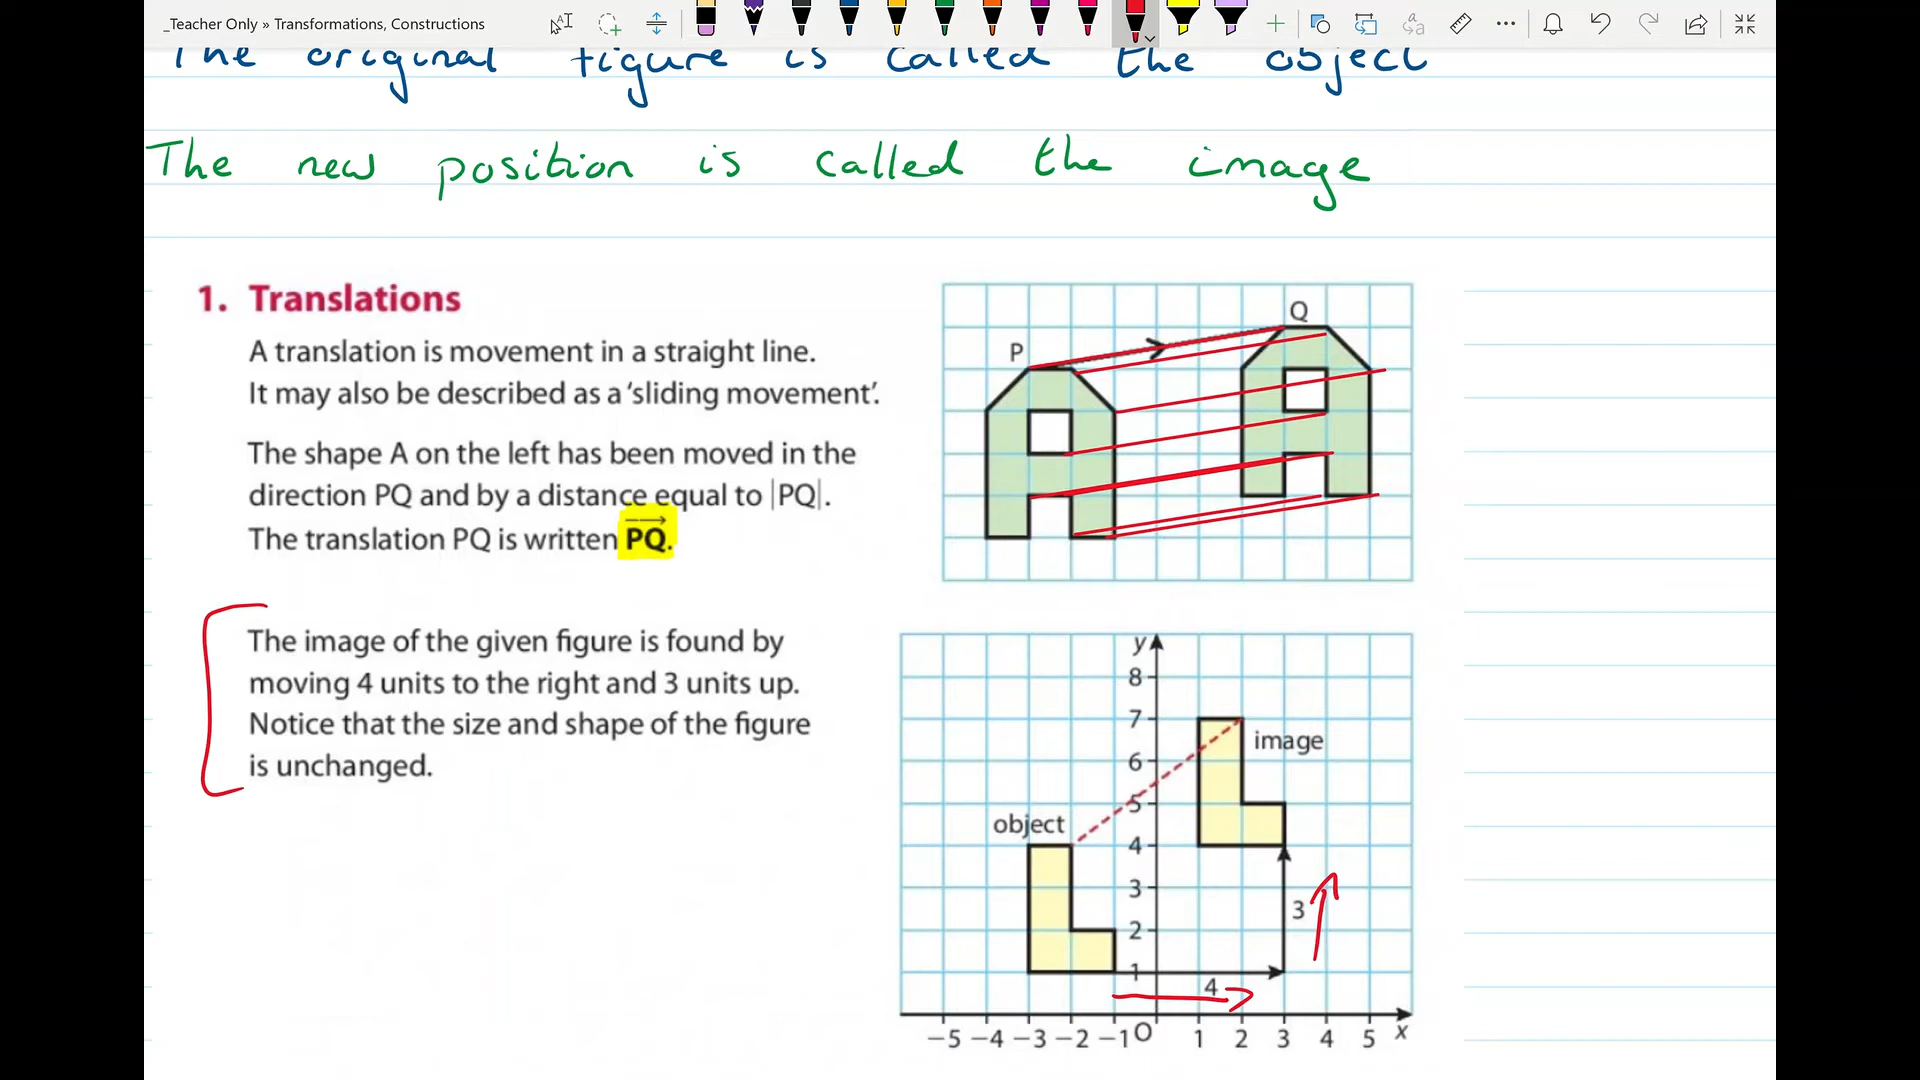 _Teacher Only » Transformations, Constructions
The original figure is called the object
The new position is called the image
1. Translations
A translation is movement in a straight line.
It may also be described as a ‘sliding movement’.
The shape A on the left has been moved in the
direction PQ and by a distance equal to |PQ|.
The translation PQ is written PQ.
P
Q
The image of the given figure is found by
moving 4 units to the right and 3 units up.
Notice that the size and shape of the figure
is unchanged.
y
8
7
image
6
5
object
4
3
3
2
1
4
−5 −4 −3 −2 −1 O 1 2 3 4 5 x